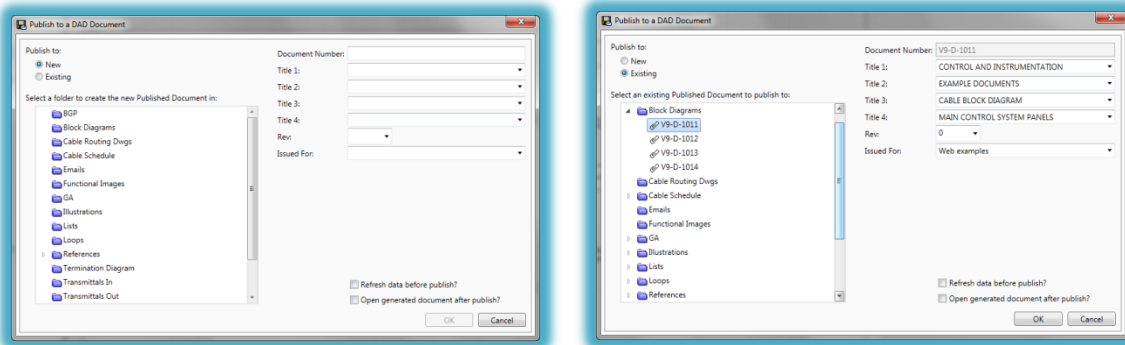 Publish to a DAD Document
Publish to:
New
Existing
Select a folder to create the new Published Document in:
BGP
Block Diagrams
Cable Routing Dwgs
Cable Schedule
Emails
Functional Images
GA
Illustrations
Lists
Loops
References
Termination Diagram
Transmittals In
Transmittals Out
Document Number:
Title 1:
Title 2:
Title 3:
Title 4:
Rev:
Issued For:
Refresh data before publish?
Open generated document after publish?
OK Cancel
Publish to a DAD Document
Publish to:
New
Existing
Select an existing Published Document to publish to:
Block Diagrams
V9-D-1011
V9-D-1012
V9-D-1013
V9-D-1014
Cable Routing Dwgs
Cable Schedule
Emails
Functional Images
GA
Illustrations
Lists
Loops
References
Document Number: V9-D-1011
Title 1: CONTROL AND INSTRUMENTATION
Title 2: EXAMPLE DOCUMENTS
Title 3: CABLE BLOCK DIAGRAM
Title 4: MAIN CONTROL SYSTEM PANELS
Rev: 0
Issued For: Web examples
Refresh data before publish?
Open generated document after publish?
OK Cancel